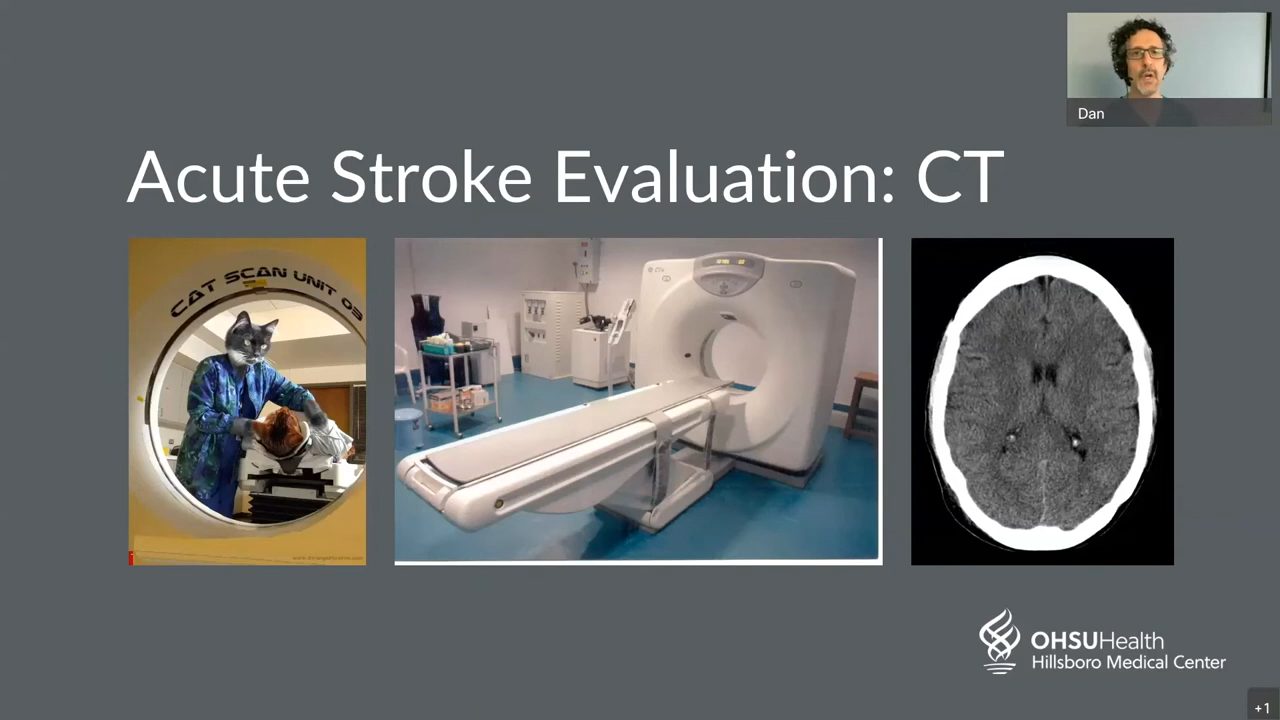 Dan
Acute Stroke Evaluation: CT
CAT SCAN UNIT 03
OHSUHealth
Hillsboro Medical Center
+1